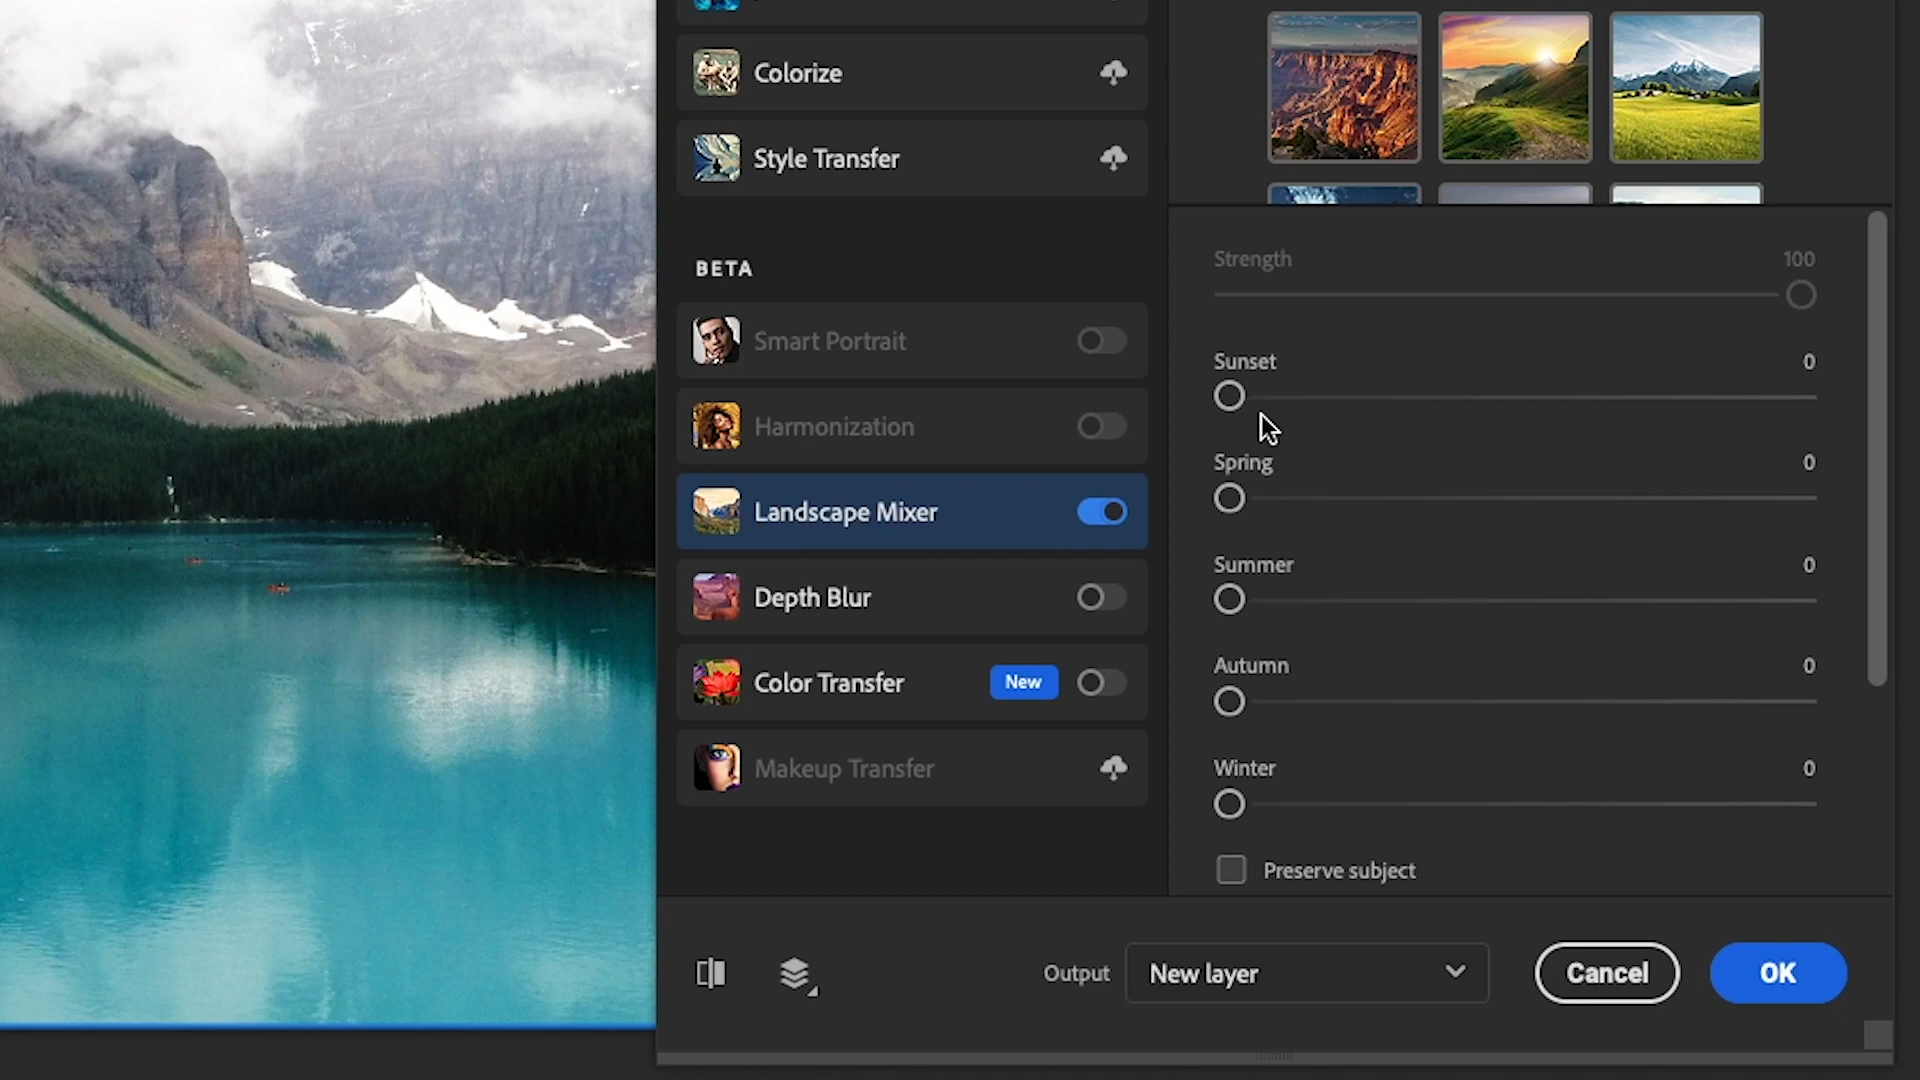 Colorize
Style Transfer
BETA
Smart Portrait
Harmonization
Landscape Mixer
Depth Blur
Color Transfer
New
Makeup Transfer
Strength
100
Sunset
0
Spring
0
Summer
0
Autumn
0
Winter
0
Preserve subject
Output
New layer
Cancel
OK